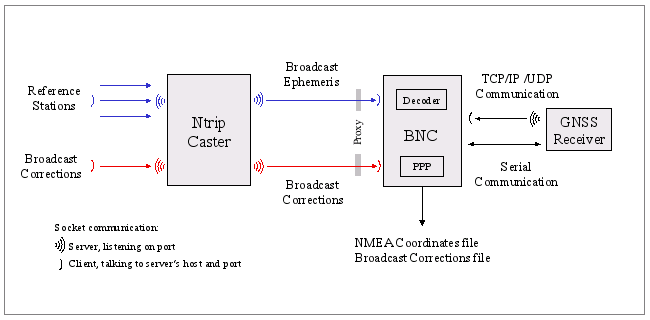 Reference
Stations
Broadcast
Corrections
Ntrip
Caster
Broadcast
Ephemeris
Proxy
Broadcast
Corrections
Decoder
BNC
PPP
TCP/IP /UDP
Communication
GNSS
Receiver
Serial
Communication
NMEA Coordinates file
Broadcast Corrections file
Socket communication:
Server, listening on port
Client, talking to server's host and port